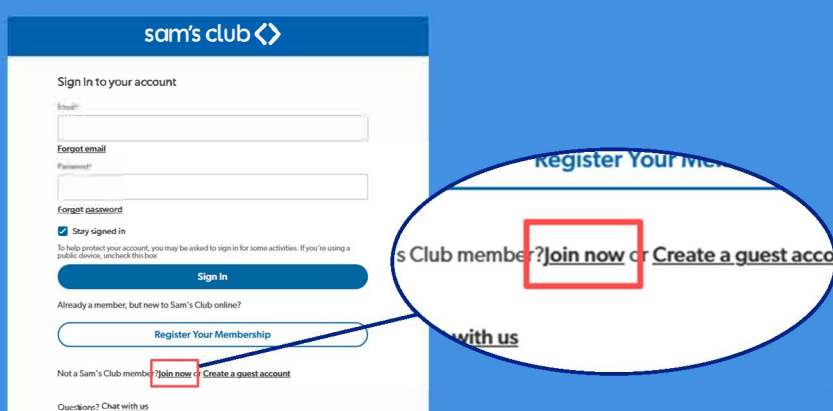 sam's club
Sign In to your account
Email*
Forgot email
Password*
Forgot password
Stay signed in
To help protect your account, you may be asked to sign in for some activities. If you're using a
public device, uncheck this box
Sign In
Already a member, but new to Sam's Club online?
Register Your Membership
Not a Sam's Club member?Join now or Create a guest account
Questions? Chat with us
Register Your
s Club member?Join now or Create a guest acco
with us